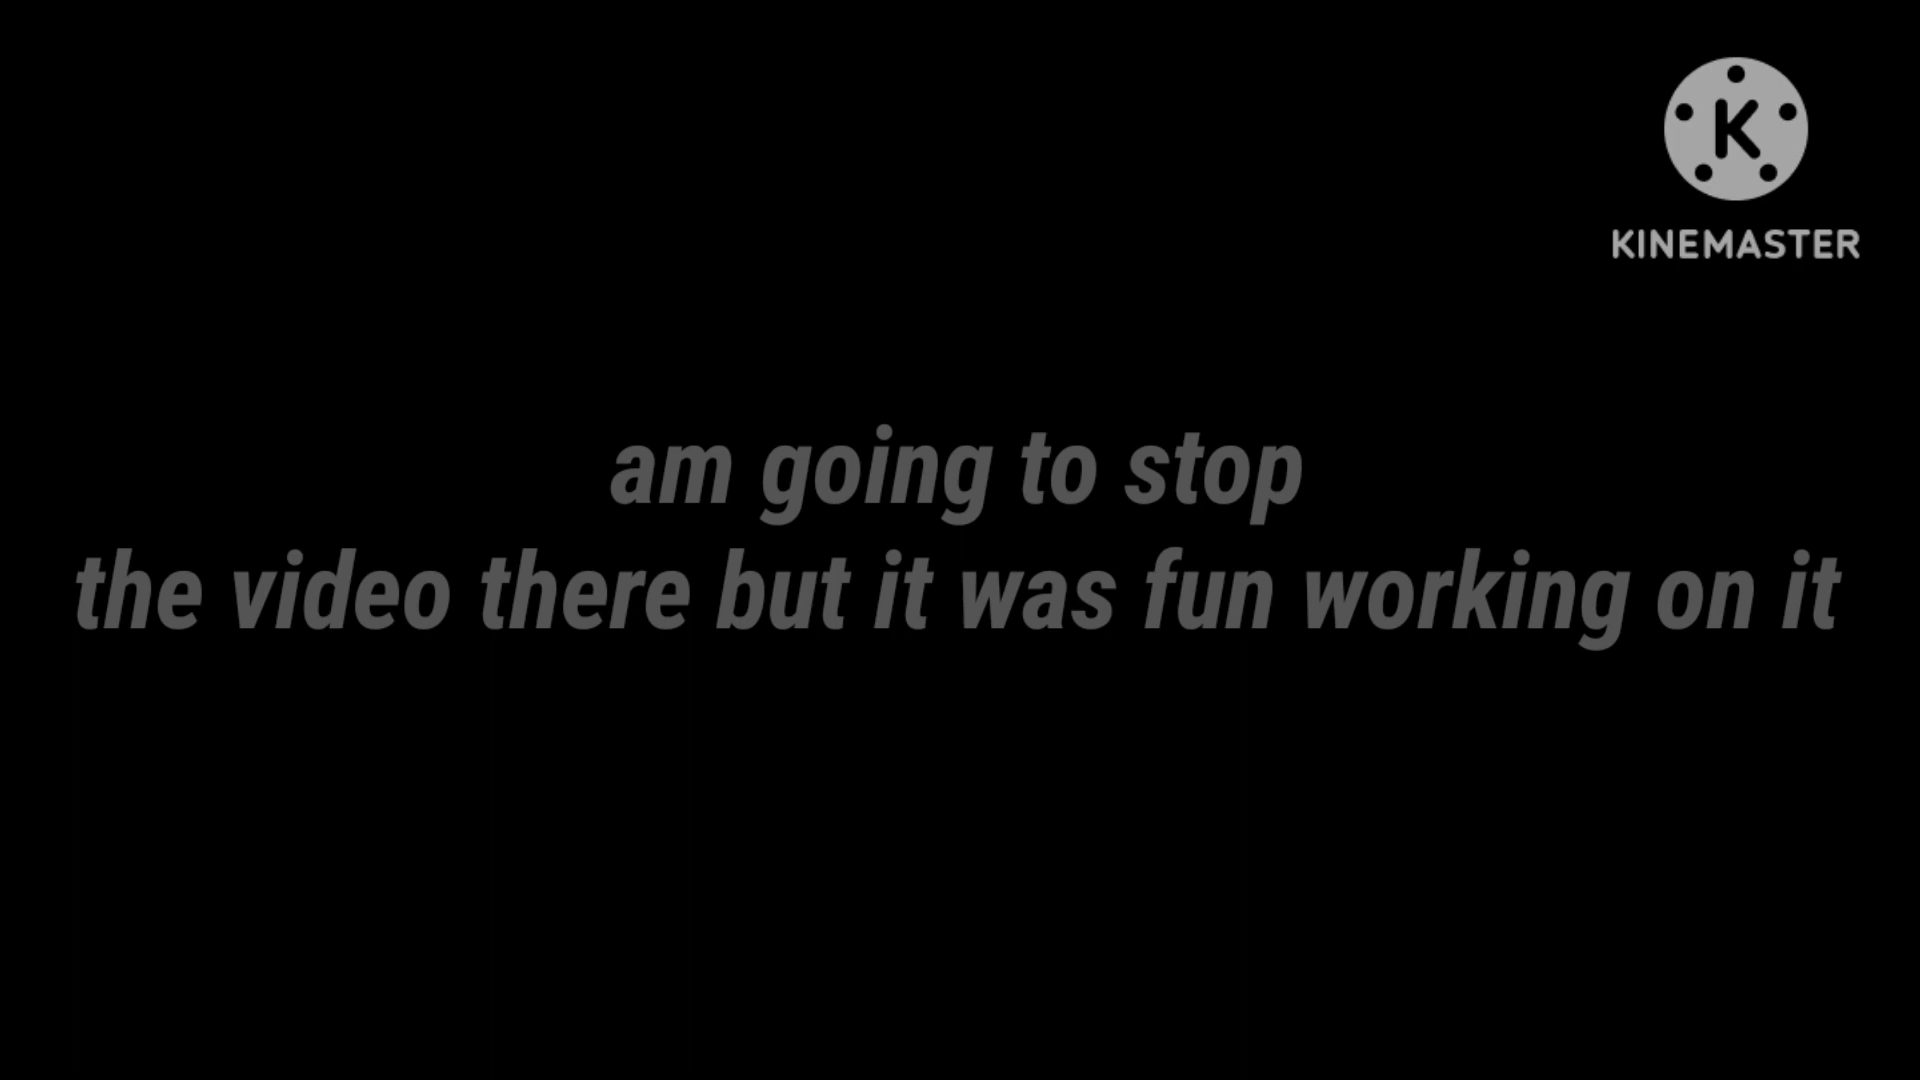 K
KINEMASTER
am going to stop
the video there but it was fun working on it